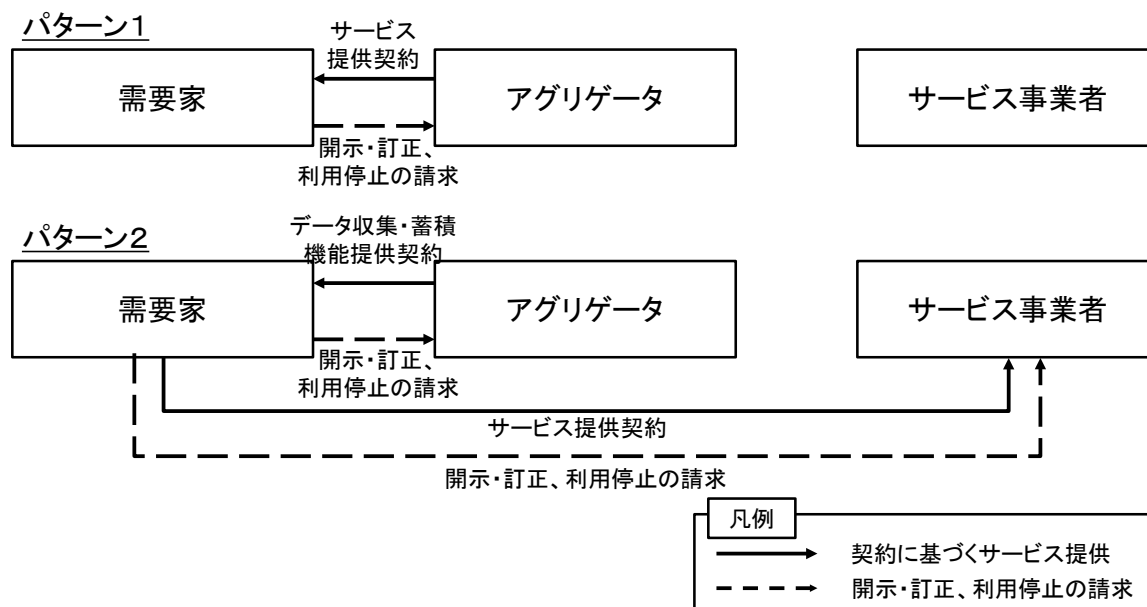 パターン1
サービス
提供契約
需要家
アグリゲータ
サービス事業者
開示・訂正、
利用停止の請求
パターン2
データ収集・蓄積
機能提供契約
需要家
アグリゲータ
サービス事業者
開示・訂正、
利用停止の請求
サービス提供契約
開示・訂正、利用停止の請求
凡例
契約に基づくサービス提供
開示・訂正、利用停止の請求